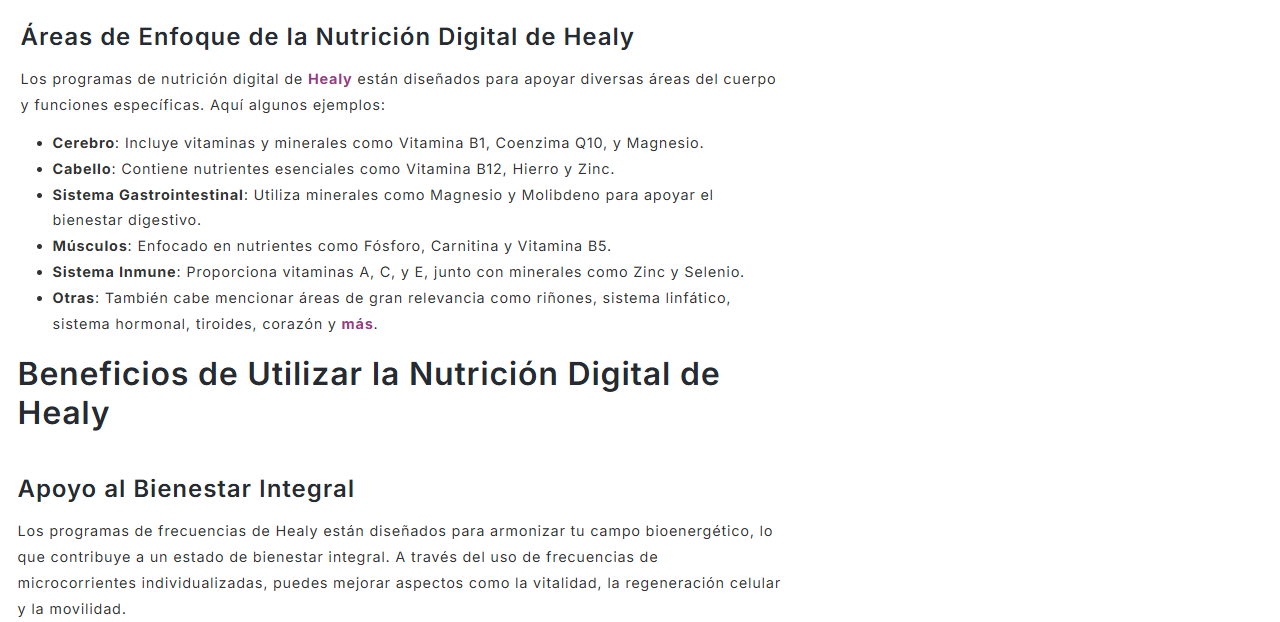 Áreas de Enfoque de la Nutrición Digital de Healy
Los programas de nutrición digital de Healy están diseñados para apoyar diversas áreas del cuerpo
y funciones específicas. Aquí algunos ejemplos:
• Cerebro: Incluye vitaminas y minerales como Vitamina B1, Coenzima Q10, y Magnesio.
• Cabello: Contiene nutrientes esenciales como Vitamina B12, Hierro y Zinc.
• Sistema Gastrointestinal: Utiliza minerales como Magnesio y Molibdeno para apoyar el
bienestar digestivo.
• Músculos: Enfocado en nutrientes como Fósforo, Carnitina y Vitamina B5.
• Sistema Inmune: Proporciona vitaminas A, C, y E, junto con minerales como Zinc y Selenio.
• Otras: También cabe mencionar áreas de gran relevancia como riñones, sistema linfático,
sistema hormonal, tiroides, corazón y más.
Beneficios de Utilizar la Nutrición Digital de
Healy
Apoyo al Bienestar Integral
Los programas de frecuencias de Healy están diseñados para armonizar tu campo bioenergético, lo
que contribuye a un estado de bienestar integral. A través del uso de frecuencias de
microcorrientes individualizadas, puedes mejorar aspectos como la vitalidad, la regeneración celular
y la movilidad.